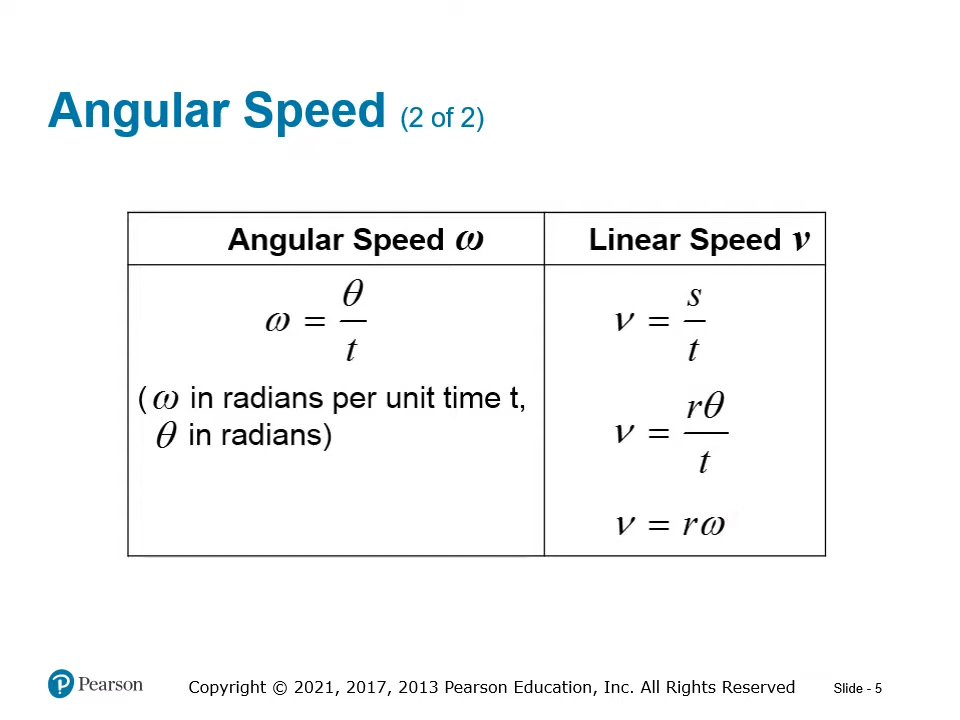 Angular Speed (2 of 2)
Angular Speed ω
Linear Speed v
ω = θ/t
(ω in radians per unit time t,
θ in radians)
v = s/t
v = rθ/t
v = rω
Pearson
Copyright © 2021, 2017, 2013 Pearson Education, Inc. All Rights Reserved
Slide - 5